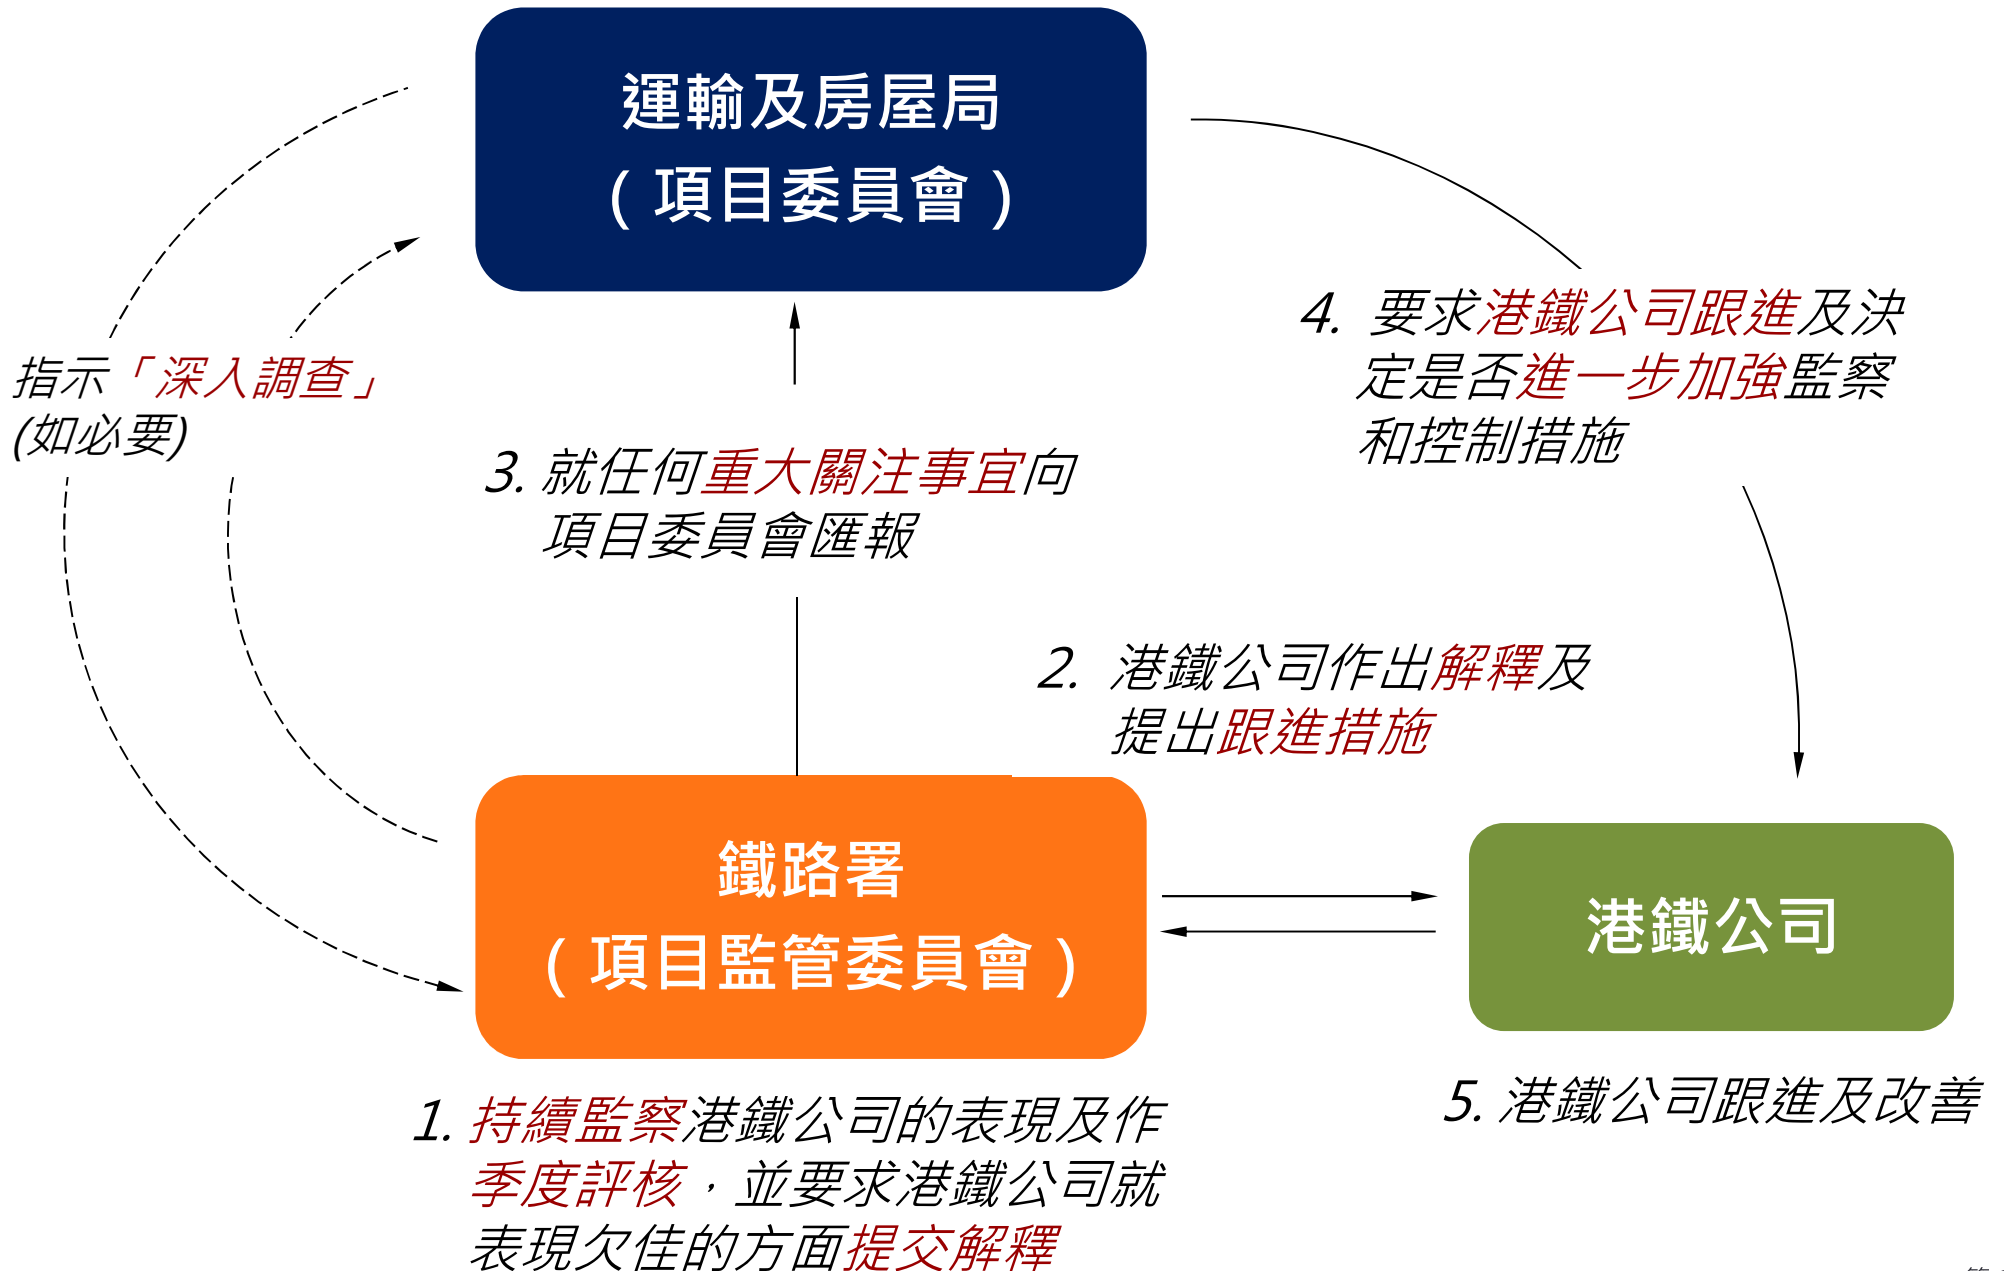 運輸及房屋局
(項目委員會)
指示「深入調查」
(如必要)
3. 就任何重大關注事宜向
項目委員會匯報
4. 要求港鐵公司跟進及決
定是否進一步加強監察
和控制措施
2. 港鐵公司作出解釋及
提出跟進措施
鐵路署
(項目監管委員會)
港鐵公司
1. 持續監察港鐵公司的表現及作
季度評核，並要求港鐵公司就
表現欠佳的方面提交解釋
5. 港鐵公司跟進及改善